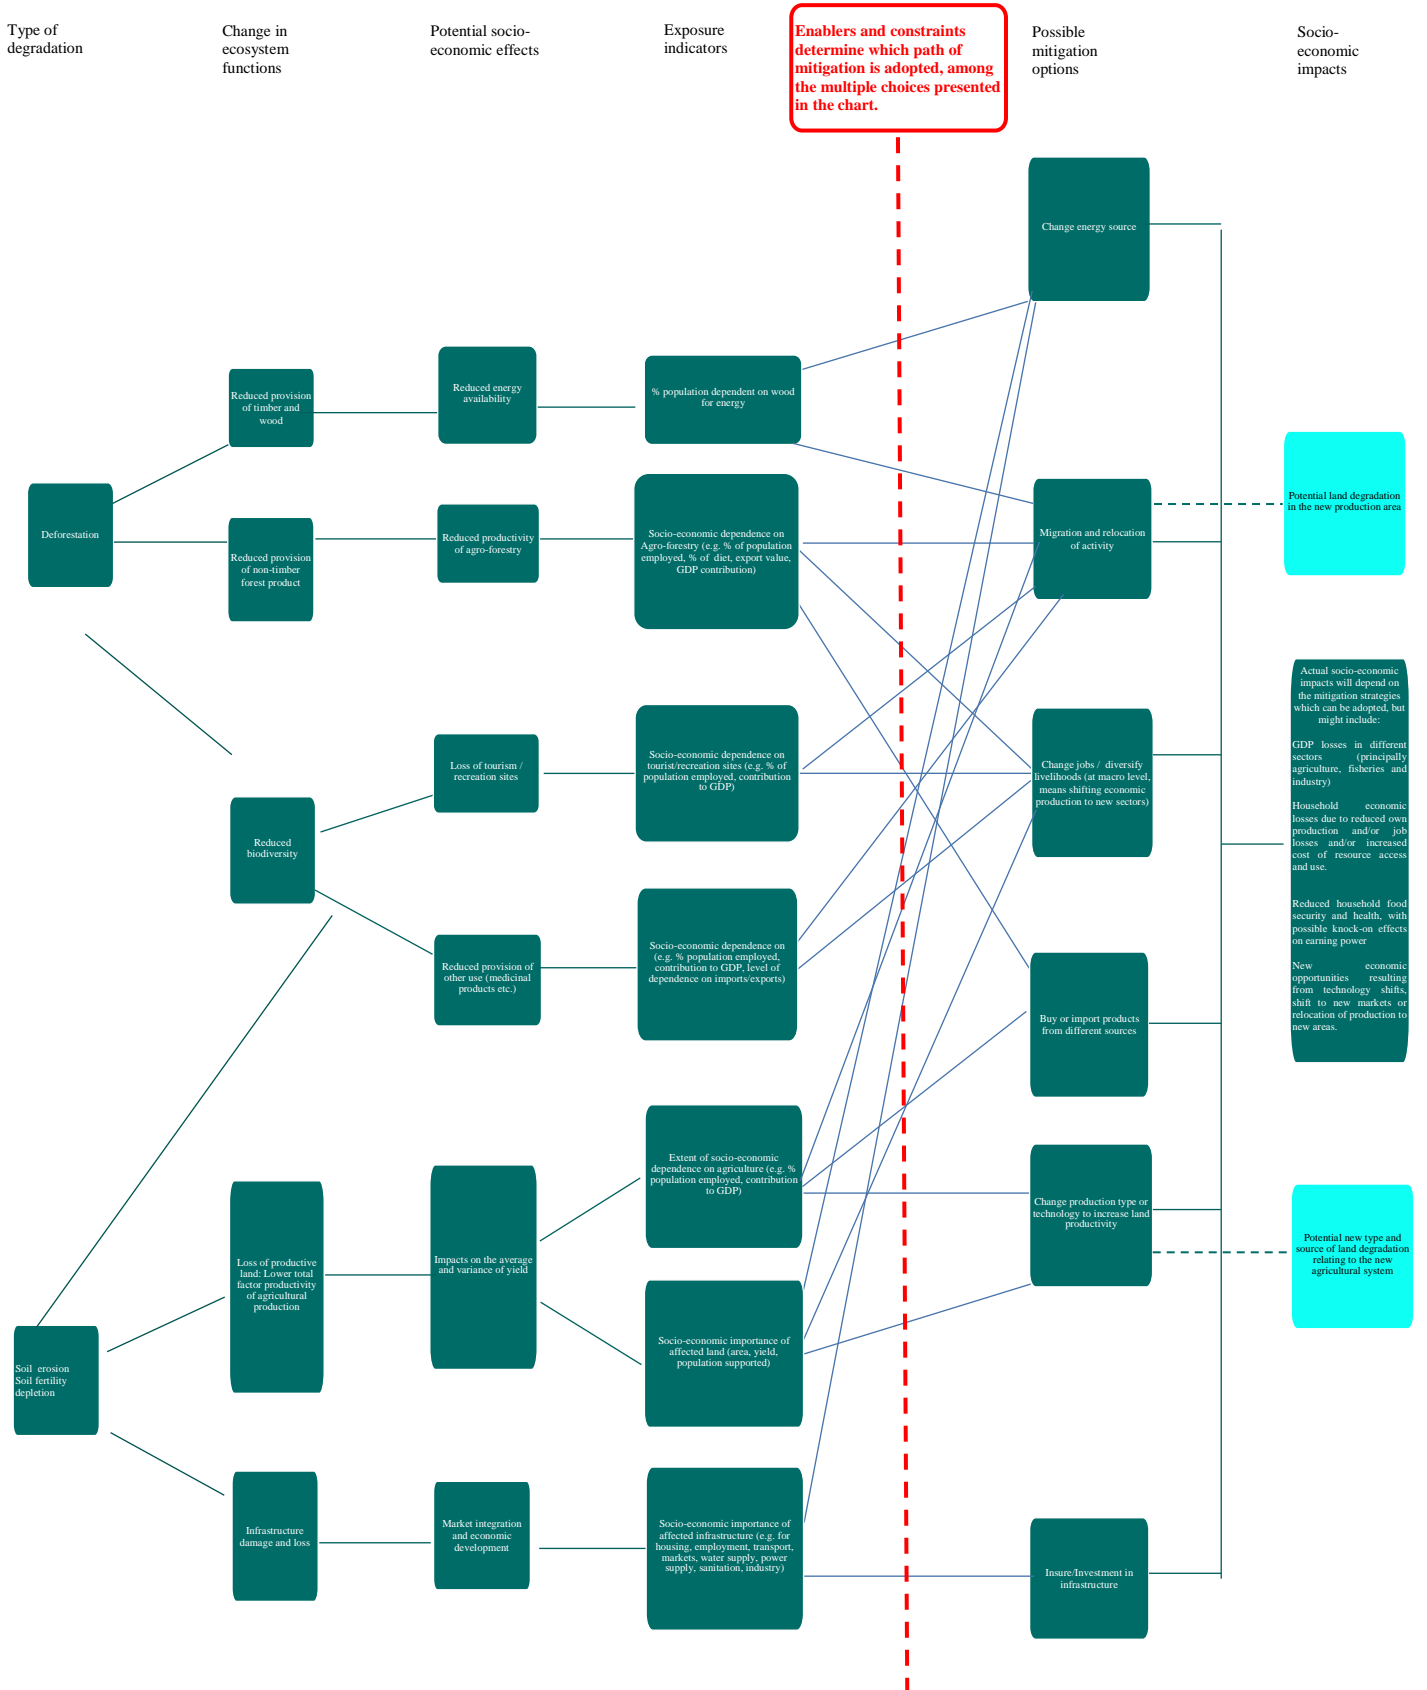 Type of
degradation
Change in
ecosystem
functions
Potential socio-
economic effects
Exposure
indicators
Enablers and constraints
determine which path of
mitigation is adopted, among
the multiple choices presented
in the chart.
Possible
mitigation
options
Socio-
economic
impacts
Deforestation
Soil erosion
Soil fertility
depletion
Reduced provision
of timber and
wood
Reduced provision
of non-timber
forest product
Reduced
biodiversity
Loss of productive
land: Lower total
factor productivity
of agricultural
production
Infrastructure
damage and loss
Reduced energy
availability
Reduced productivity
of agro-forestry
Loss of tourism /
recreation sites
Reduced provision of
other use (medicinal
products etc.)
Impacts on the average
and variance of yield
Market integration
and economic
development
% population dependent on wood
for energy
Socio-economic dependence on
Agro-forestry (e.g. % of population
employed, % of diet, export value,
GDP contribution)
Socio-economic dependence on
tourist/recreation sites (e.g. % of
population employed, contribution
to GDP)
Socio-economic dependence on
(e.g. % population employed,
contribution to GDP, level of
dependence on imports/exports)
Extent of socio-economic
dependence on agriculture (e.g. %
population employed, contribution
to GDP)
Socio-economic importance of
affected land (area, yield,
population supported)
Socio-economic importance of
affected infrastructure (e.g. for
housing, employment, transport,
markets, water supply, power
supply, sanitation, industry)
Change energy source
Migration and relocation
of activity
Change jobs / diversify
livelihoods (at macro level,
means shifting economic
production to new sectors)
Buy or import products
from different sources
Change production type or
technology to increase land
productivity
Insure/Investment in
infrastructure
Potential land degradation
in the new production area
Actual socio-economic
impacts will depend on
the mitigation strategies
which can be adopted, but
might include:
GDP losses in different
sectors (principally
agriculture, fisheries and
industry)
Household economic
losses due to reduced own
production and/or job
losses and/or increased
cost of resource access
and use.
Reduced household food
security and health, with
possible knock-on effects
on earning power
New economic
opportunities resulting
from technology shifts,
shift to new markets or
relocation of production to
new areas.
Potential new type and
source of land degradation
relating to the new
agricultural system